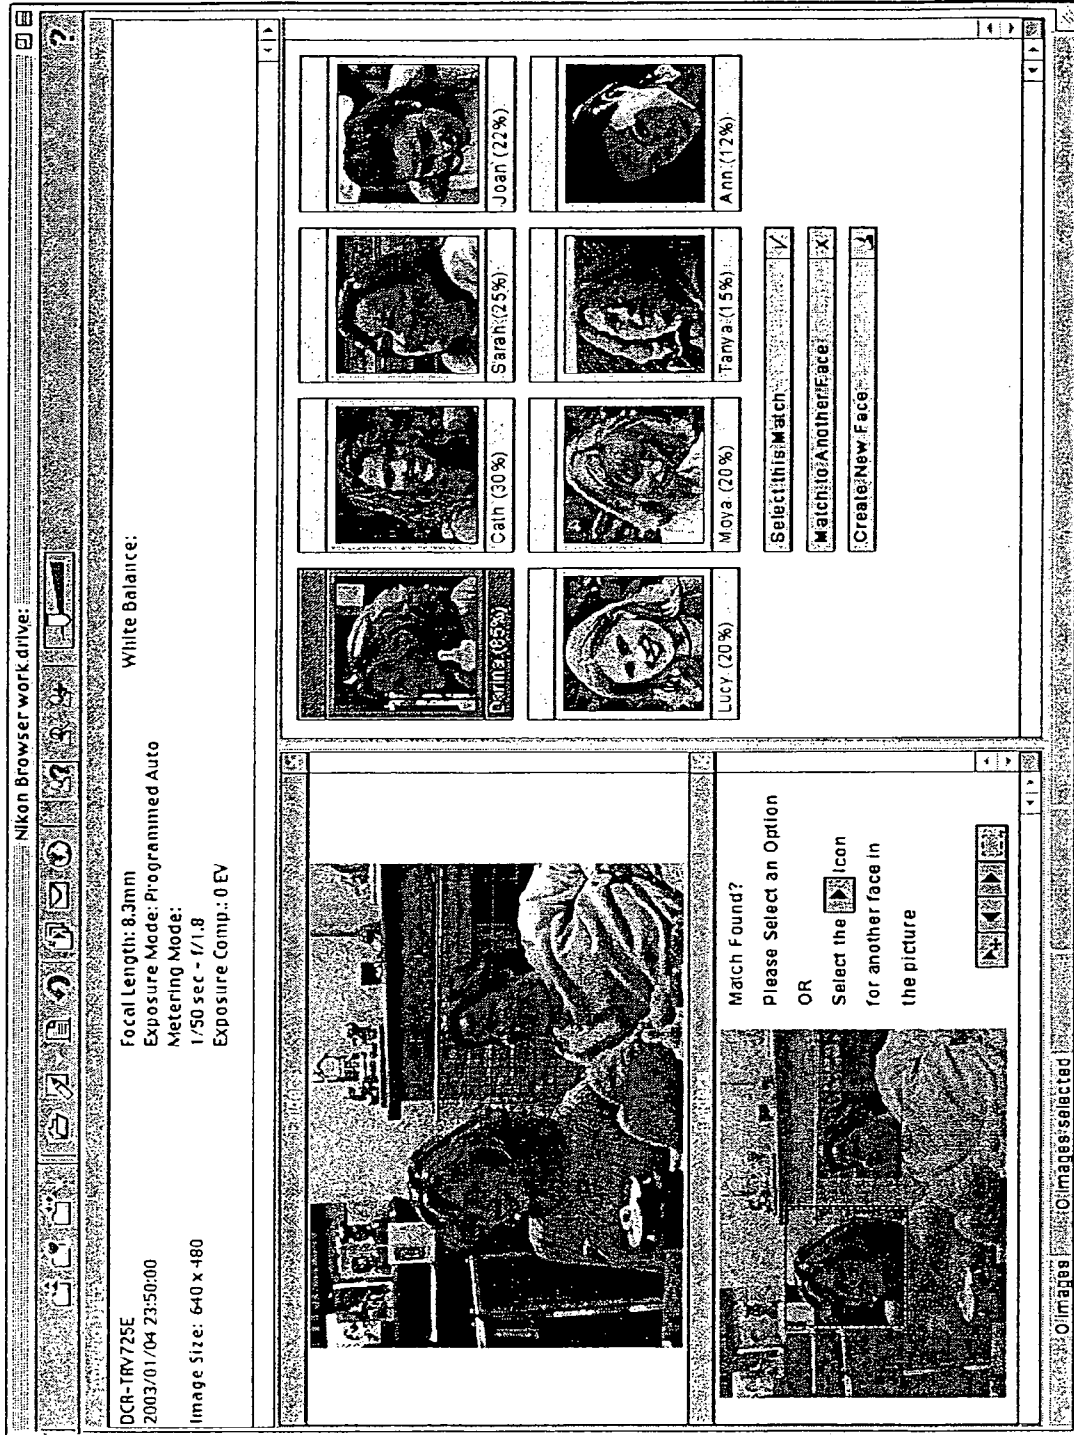 Nikon Browser work drive:
?
DCR-TRV725E
2003/01/04 23:50:00
Image Size: 640 x 480
Focal Length: 8.3mm
Exposure Mode: Programmed Auto
Metering Mode:
1/50 sec - f/1.8
Exposure Comp.: 0 EV
White Balance:
Darina (85%)
Cath (30%)
Sarah (25%)
Joan (22%)
Lucy (20%)
Moya (20%)
Tanya (15%)
Ann (12%)
Select this Match
Match to Another Face
X
Create New Face
Match Found?
Please Select an Option
OR
Select the Icon
for another face in
the picture
0 Images
0 Images selected